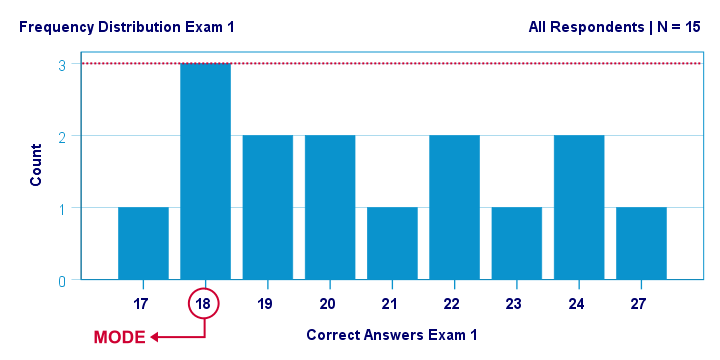 Frequency Distribution Exam 1
All Respondents | N = 15
3
2
1
0
Count
17 18 19 20 21 22 23 24 27
MODE
Correct Answers Exam 1